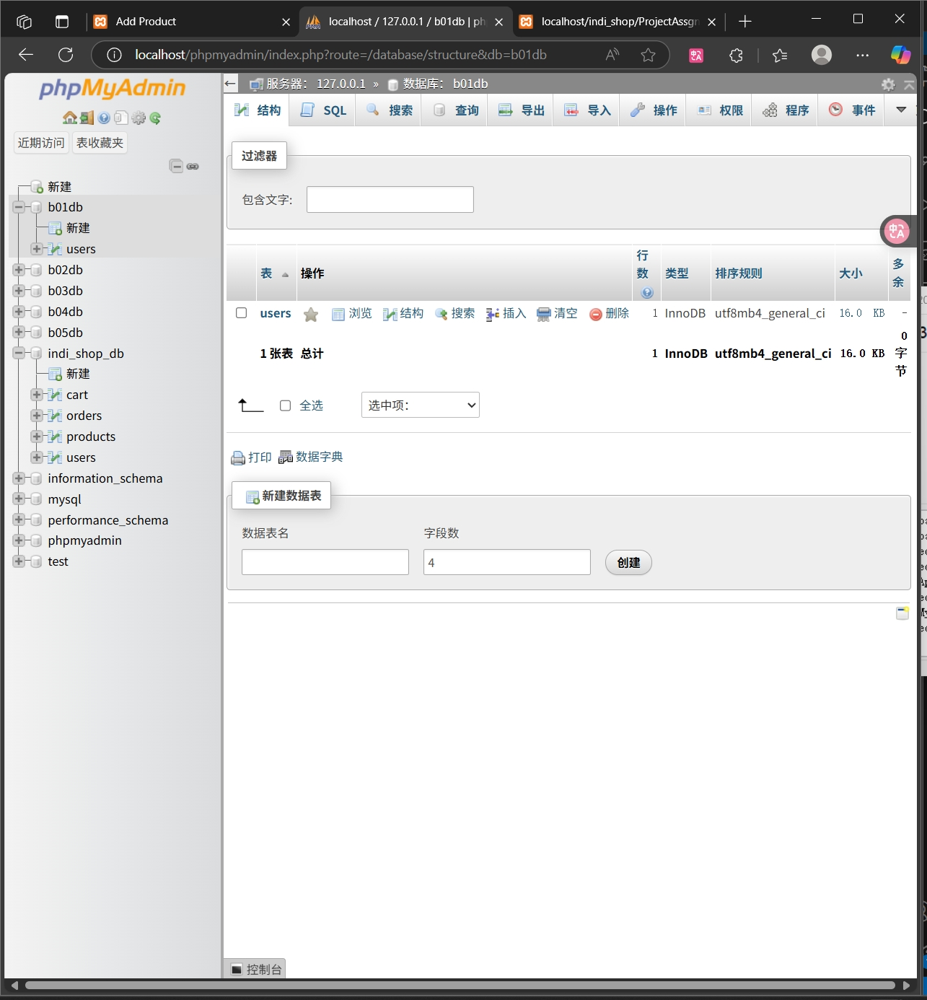 Add Product
localhost / 127.0.0.1 / b01db | ph
localhost/indi_shop/ProjectAssgn
localhost/phpmyadmin/index.php?route=/database/structure&db=b01db
phpMyAdmin
近期访问 表收藏夹
新建
b01db
新建
users
b02db
b03db
b04db
b05db
indi_shop_db
新建
cart
orders
products
users
information_schema
mysql
performance_schema
phpmyadmin
test
服务器: 127.0.0.1 » 数据库: b01db
结构 SQL 搜索 查询 导出 导入 操作 权限 程序 事件
过滤器
包含文字:
表 操作 行数 类型 排序规则 大小 多余
users 浏览 结构 搜索 插入 清空 删除 1 InnoDB utf8mb4_general_ci 16.0 KB -
1 张表 总计 1 InnoDB utf8mb4_general_ci 16.0 KB 0 字节
全选 选中项:
打印 数据字典
新建数据表
数据表名 字段数
4 创建
控制台